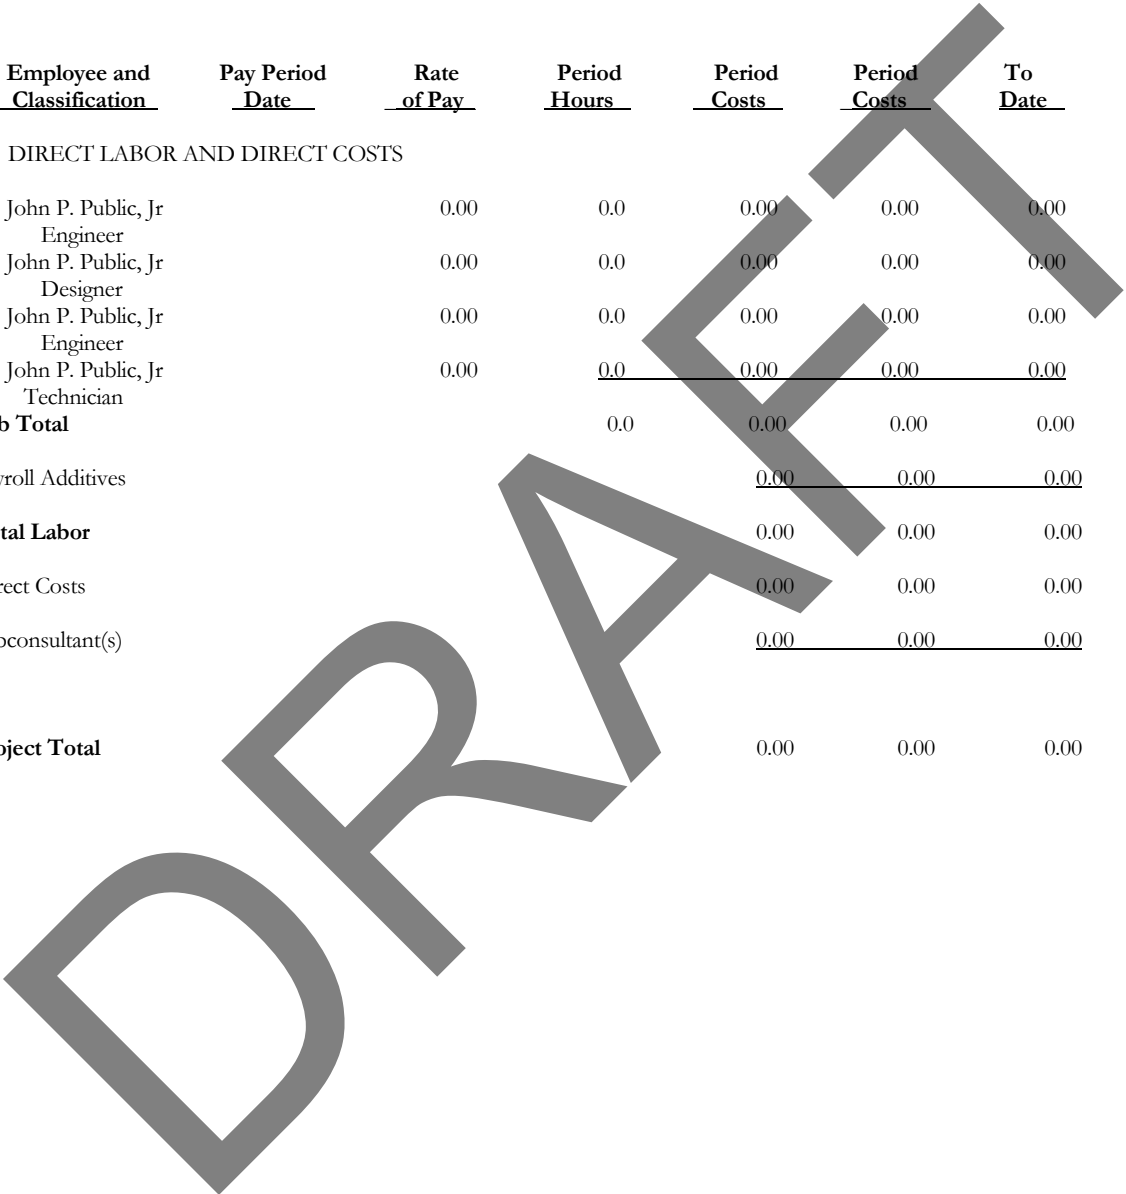 Employee and Pay Period Rate Period Period Period To
Classification Date of Pay Hours Costs Costs Date
DIRECT LABOR AND DIRECT COSTS
John P. Public, Jr 0.00 0.0 0.00 0.00 0.00
Engineer
John P. Public, Jr 0.00 0.0 0.00 0.00 0.00
Designer
John P. Public, Jr 0.00 0.0 0.00 0.00 0.00
Engineer
John P. Public, Jr 0.00 0.0 0.00 0.00 0.00
Technician
b Total 0.0 0.00 0.00 0.00
yroll Additives 0.00 0.00 0.00
tal Labor 0.00 0.00 0.00
rect Costs 0.00 0.00 0.00
bconsultant(s) 0.00 0.00 0.00
oject Total 0.00 0.00 0.00
DRAFT